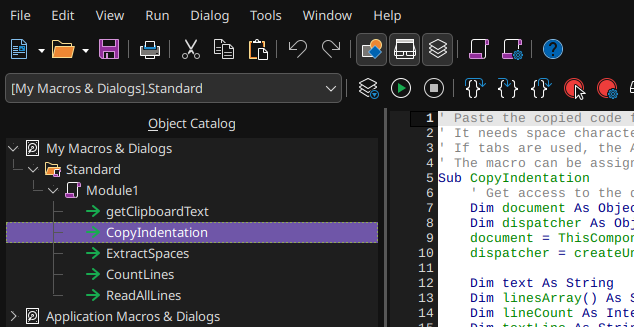 File Edit View Run Dialog Tools Window Help
[My Macros & Dialogs].Standard
Object Catalog
My Macros & Dialogs
Standard
Module1
getClipboardText
CopyIndentation
ExtractSpaces
CountLines
ReadAllLines
Application Macros & Dialogs
1 ' Paste the copied code f
2 ' It needs space characte
3 ' If tabs are used, the A
4 ' The macro can be assign
5 Sub CopyIndentation
6 ' Get access to the d
7 Dim document As Objec
8 Dim dispatcher As Obj
9 document = ThisCompon
10 dispatcher = createUn
11
12 Dim text As String
13 Dim linesArray() As S
14 Dim lineCount As Inte
15 Dim textLine As Strin